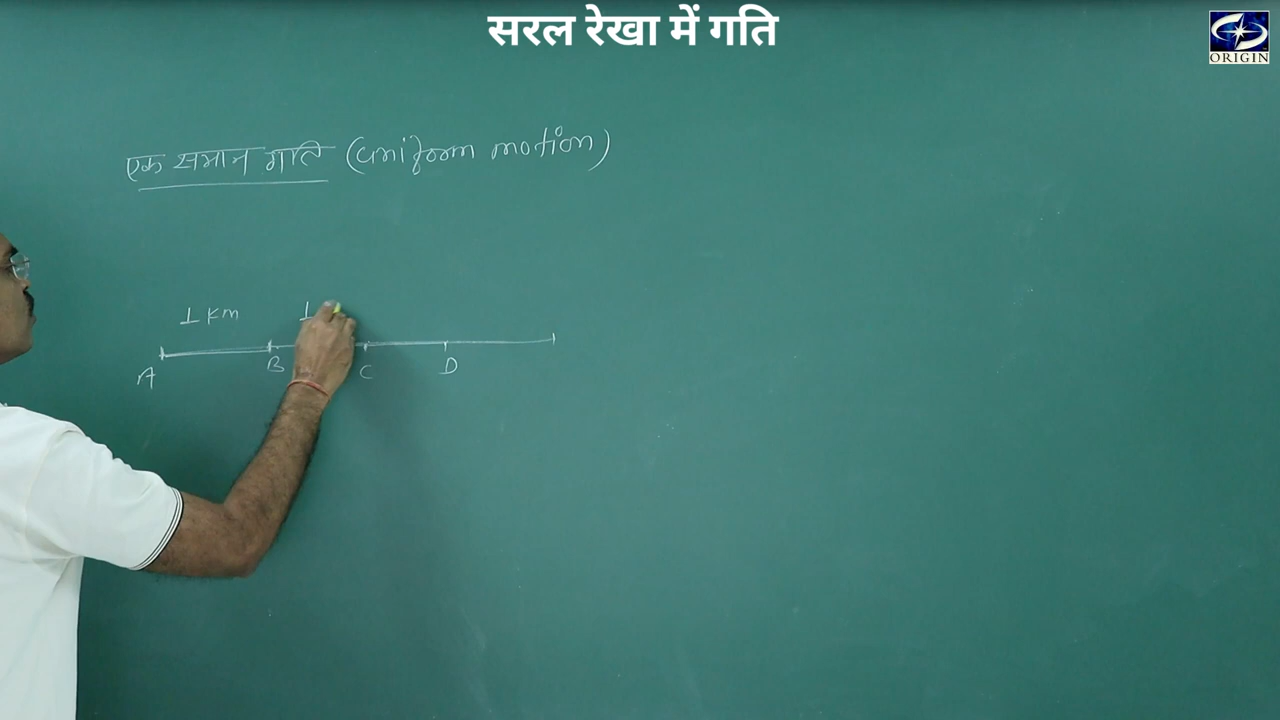 सरल रेखा में गति
ORIGIN
एक समान गति (uniform motion)
1 km 1
A B C D